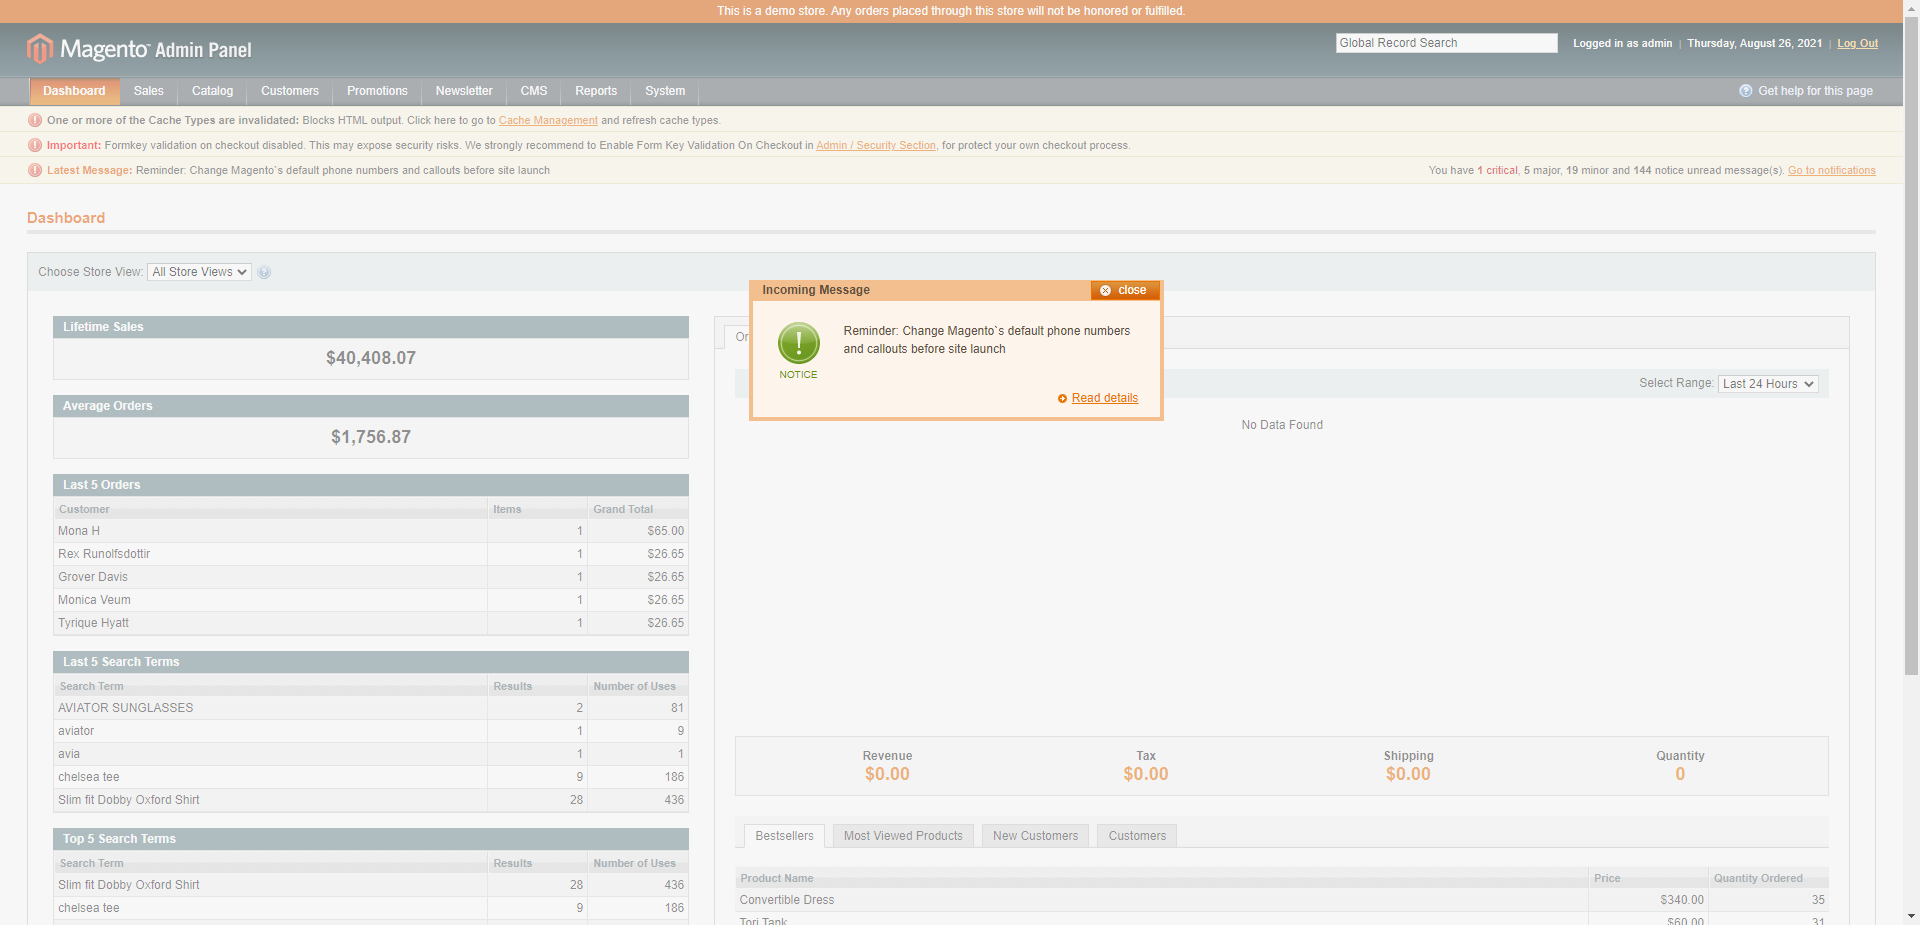 This is a demo store. Any orders placed through this store will not be honored or fulfilled.
Magento Admin Panel
Global Record Search
Logged in as admin | Thursday, August 26, 2021 | Log Out
Dashboard Sales Catalog Customers Promotions Newsletter CMS Reports System
Get help for this page
One or more of the Cache Types are invalidated: Blocks HTML output. Click here to go to Cache Management and refresh cache types.
Important: Formkey validation on checkout disabled. This may expose security risks. We strongly recommend to Enable Form Key Validation On Checkout in Admin / Security Section, for protect your own checkout process.
Latest Message: Reminder: Change Magento`s default phone numbers and callouts before site launch
You have 1 critical, 5 major, 19 minor and 144 notice unread message(s). Go to notifications
Dashboard
Choose Store View: All Store Views
Incoming Message
close
Reminder: Change Magento`s default phone numbers
and callouts before site launch
NOTICE
Read details
Lifetime Sales
$40,408.07
Average Orders
$1,756.87
Last 5 Orders
Customer Items Grand Total
Mona H 1 $65.00
Rex Runolfsdottir 1 $26.65
Grover Davis 1 $26.65
Monica Veum 1 $26.65
Tyrique Hyatt 1 $26.65
Last 5 Search Terms
Search Term Results Number of Uses
AVIATOR SUNGLASSES 2 81
aviator 1 9
avia 1 1
chelsea tee 9 186
Slim fit Dobby Oxford Shirt 28 436
Top 5 Search Terms
Search Term Results Number of Uses
Slim fit Dobby Oxford Shirt 28 436
chelsea tee 9 186
Or
Select Range: Last 24 Hours
No Data Found
Revenue Tax Shipping Quantity
$0.00 $0.00 $0.00 0
Bestsellers Most Viewed Products New Customers Customers
Product Name Price Quantity Ordered
Convertible Dress $340.00 35
Tori Tank $60.00 31